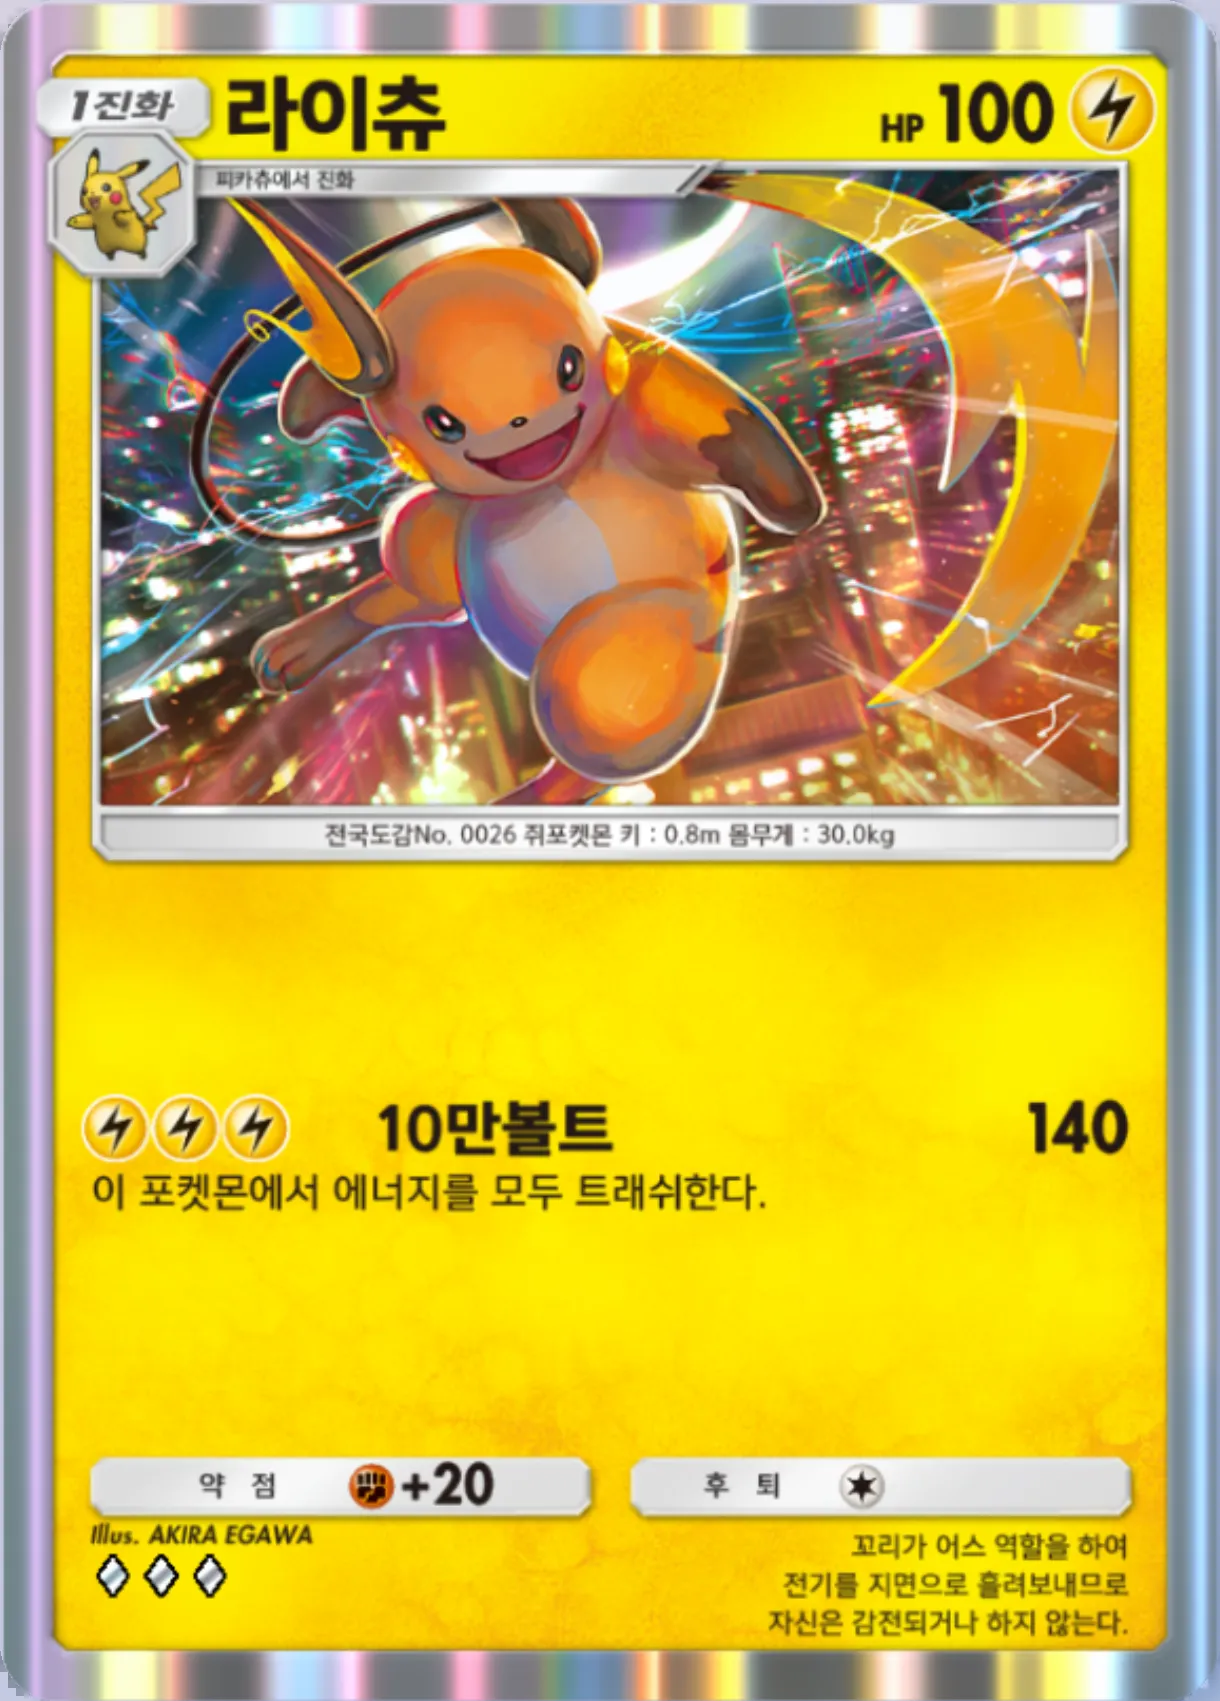 1진화 라이츄 HP 100
피카츄에서 진화
전국도감No. 0026 쥐포켓몬 키 : 0.8m 몸무게 : 30.0kg
10만볼트 140
이 포켓몬에서 에너지를 모두 트래쉬한다.
약 점 +20 후 퇴
Illus. AKIRA EGAWA
꼬리가 어스 역할을 하여
전기를 지면으로 흘려보내므로
자신은 감전되거나 하지 않는다.